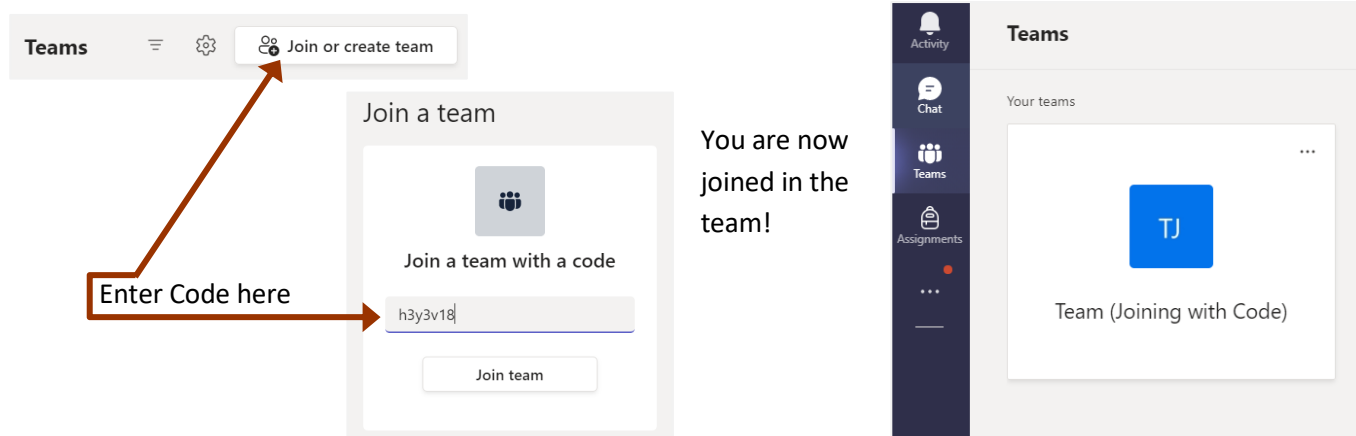 Teams
Join or create team
Enter Code here
Join a team
Join a team with a code
h3y3v18
Join team
You are now
joined in the
team!
Activity
Chat
Teams
Assignments
Teams
Your teams
TJ
Team (Joining with Code)